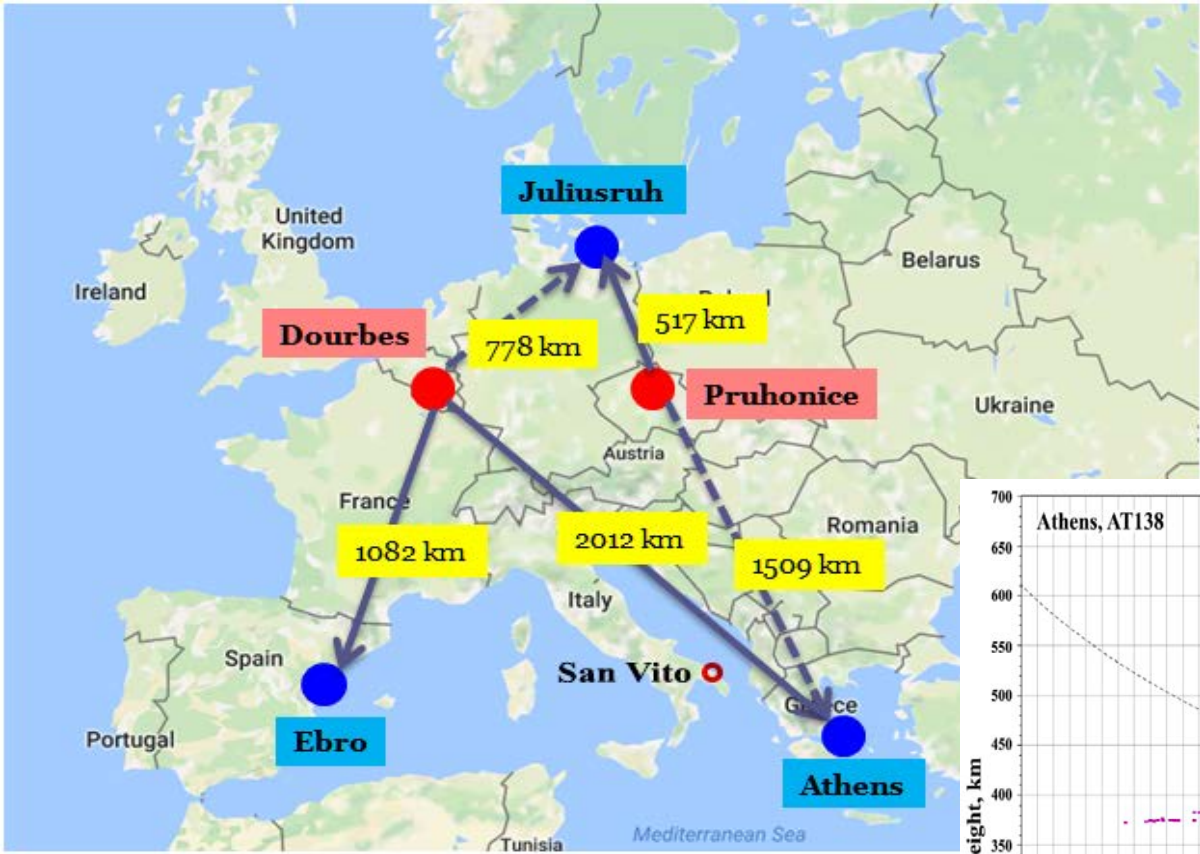 Juliusruh
United
Kingdom
Belarus
Ireland
517 km
Dourbes
778 km
Pruhonice
Ukraine
Austria
France
Romania
1082 km
2012 km
1509 km
Italy
Spain
San Vito
Greece
Portugal
Ebro
Athens
Tunisia
Mediterranean Sea
Athens, AT138
700
650
600
550
500
450
400
350